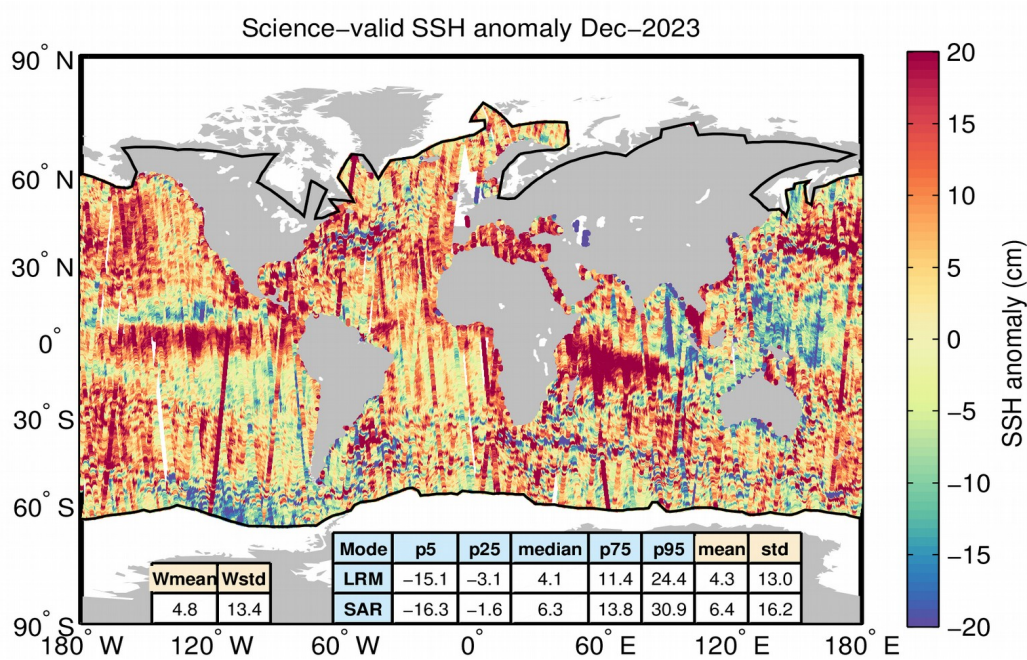 Science−valid SSH anomaly Dec−2023
90° N
60° N
30° N
0°
30° S
60° S
90° S
180° W
120° W
60° W
0°
60° E
120° E
180° E
Wmean Wstd
4.8 13.4
Mode p5 p25 median p75 p95 mean std
LRM −15.1 −3.1 4.1 11.4 24.4 4.3 13.0
SAR −16.3 −1.6 6.3 13.8 30.9 6.4 16.2
20
15
10
5
0
−5
−10
−15
−20
SSH anomaly (cm)